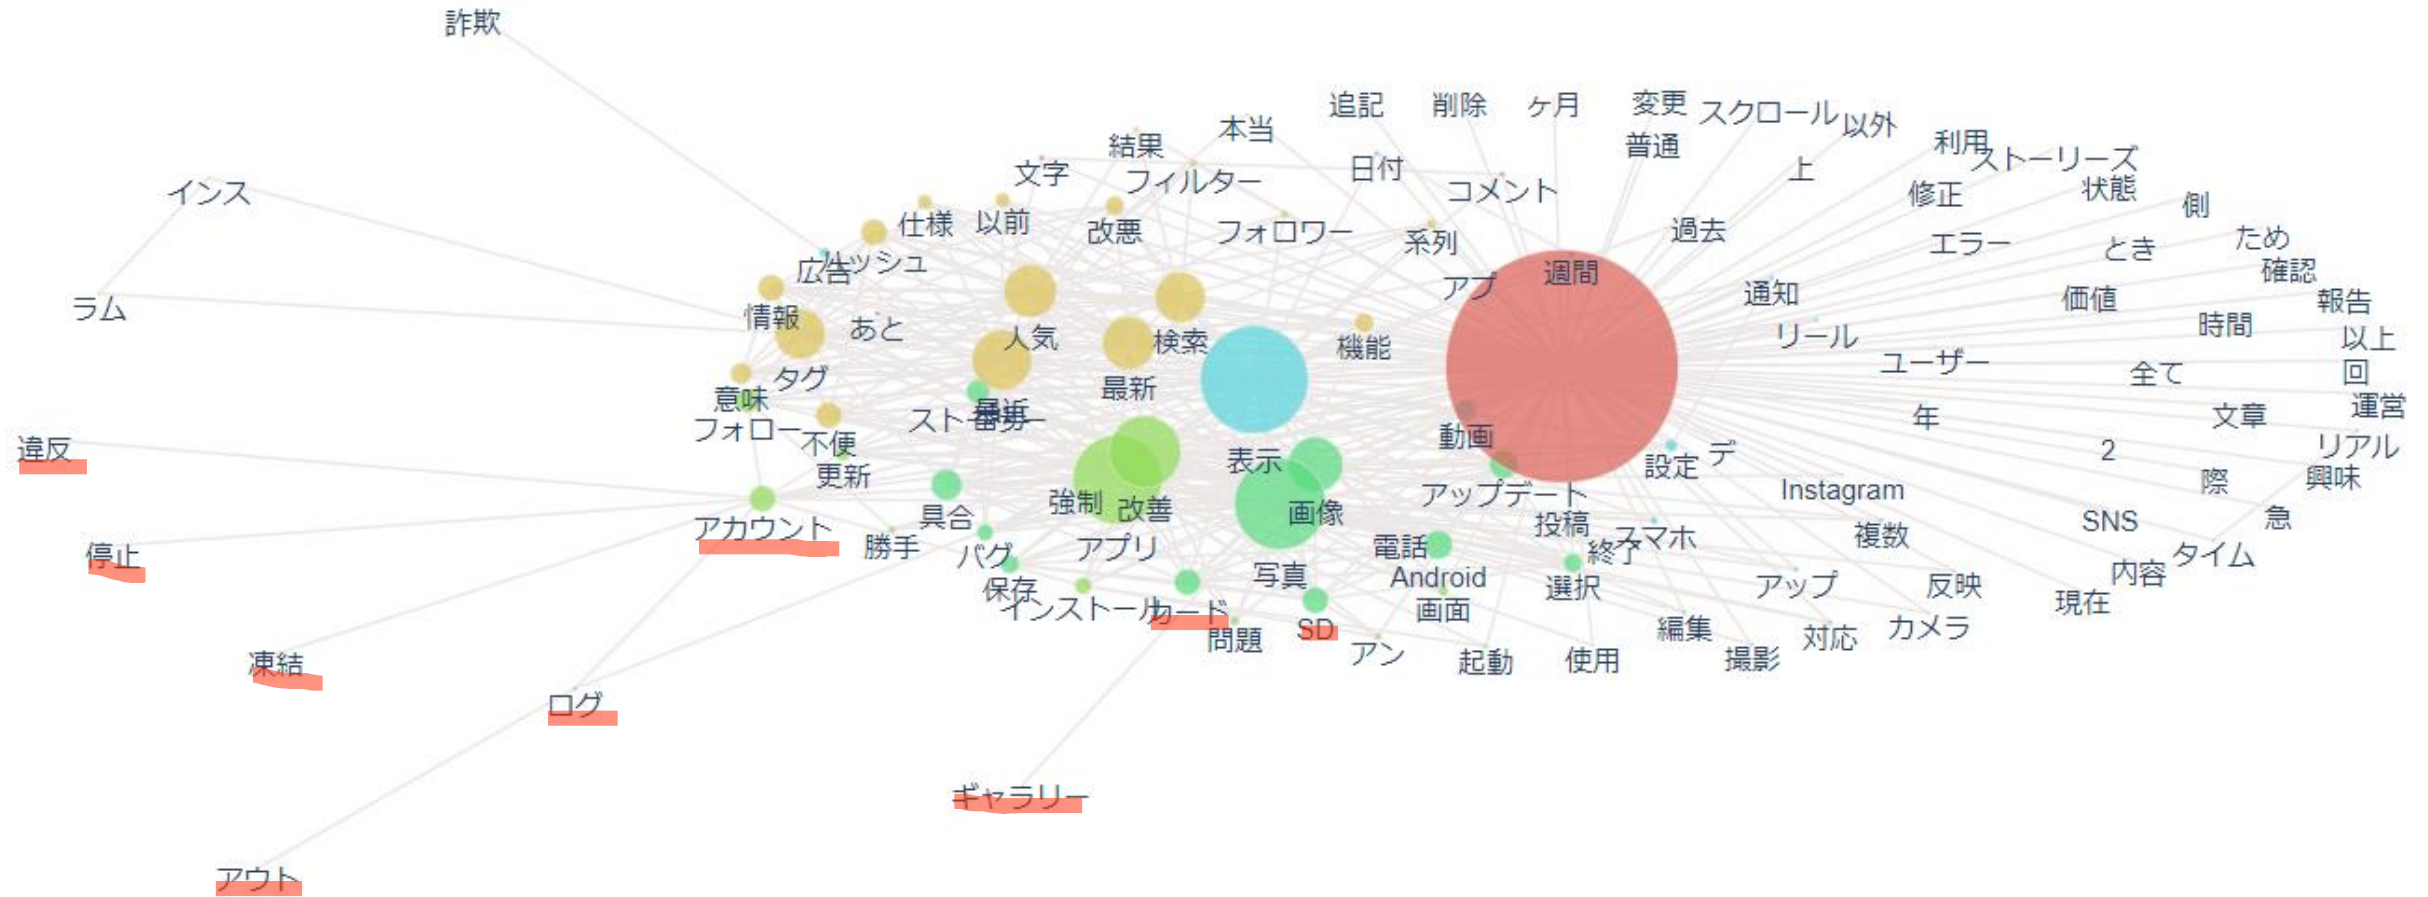 詐欺
追記
削除
ケ月
変更
スクロール
以外
本当
結果
普通
利用
ストーリーズ
文字
フィルター
日付
コメント
上
修正
状態
側
インス
仕様
以前
改悪
フォロワー
系列
過去
エラー
とき
ため
確認
広告
ハッシュ
アプ
週間
通知
価値
報告
ラム
情報
あと
人気
検索
機能
リール
時間
以上
ユーザー
全て
回
意味
タグ
最新
最近
ストーリー
フォロー
不便
動画
年
文章
運営
違反
表示
設定
デ
2
リアル
更新
強制
改善
画像
アップデート
Instagram
際
興味
アカウント
具合
投稿
SNS
急
停止
勝手
バグ
アプリ
電話
終了
スマホ
複数
タイム
保存
写真
Android
選択
アップ
反映
内容
現在
インストール
カード
SD
画面
問題
編集
対応
カメラ
凍結
アン
起動
使用
撮影
ログ
ギャラリー
アウト